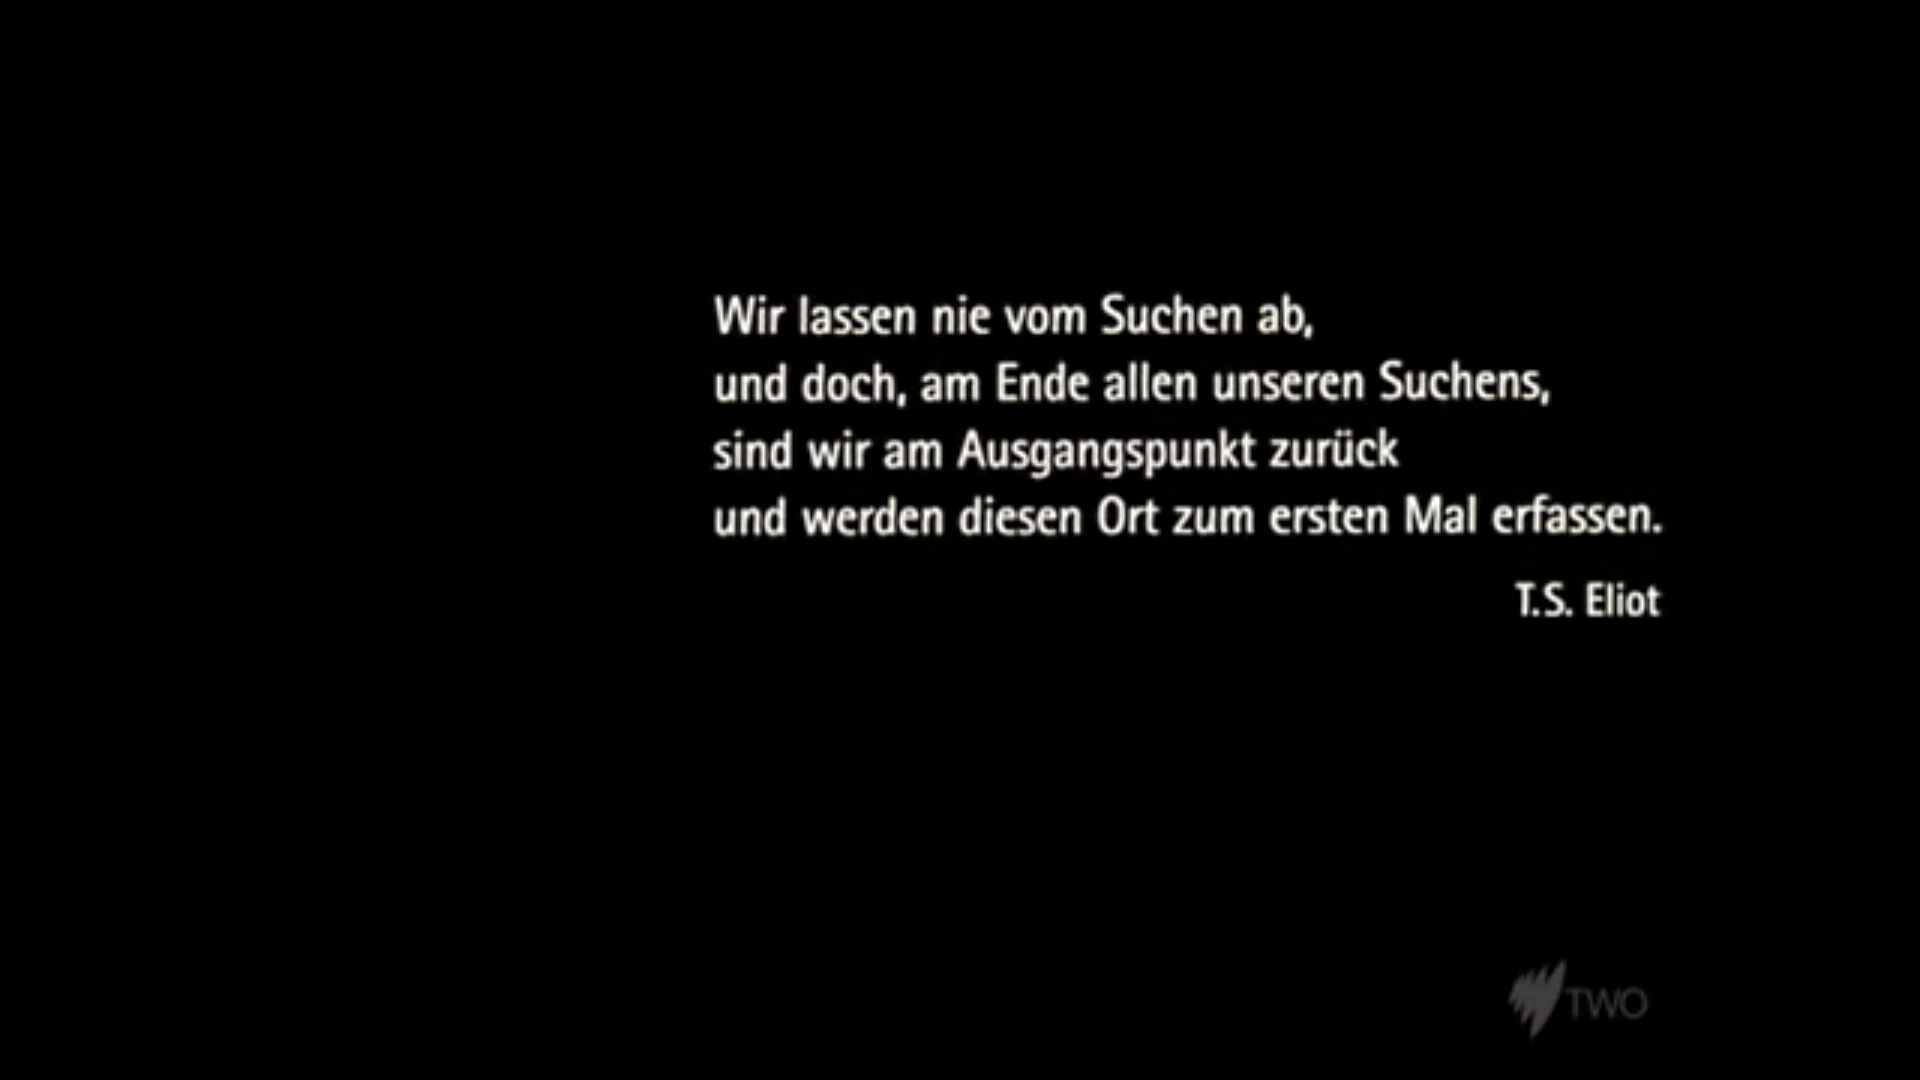 Wir lassen nie vom Suchen ab,
und doch, am Ende allen unseren Suchens,
sind wir am Ausgangspunkt zurück
und werden diesen Ort zum ersten Mal erfassen.
T.S. Eliot
TWO